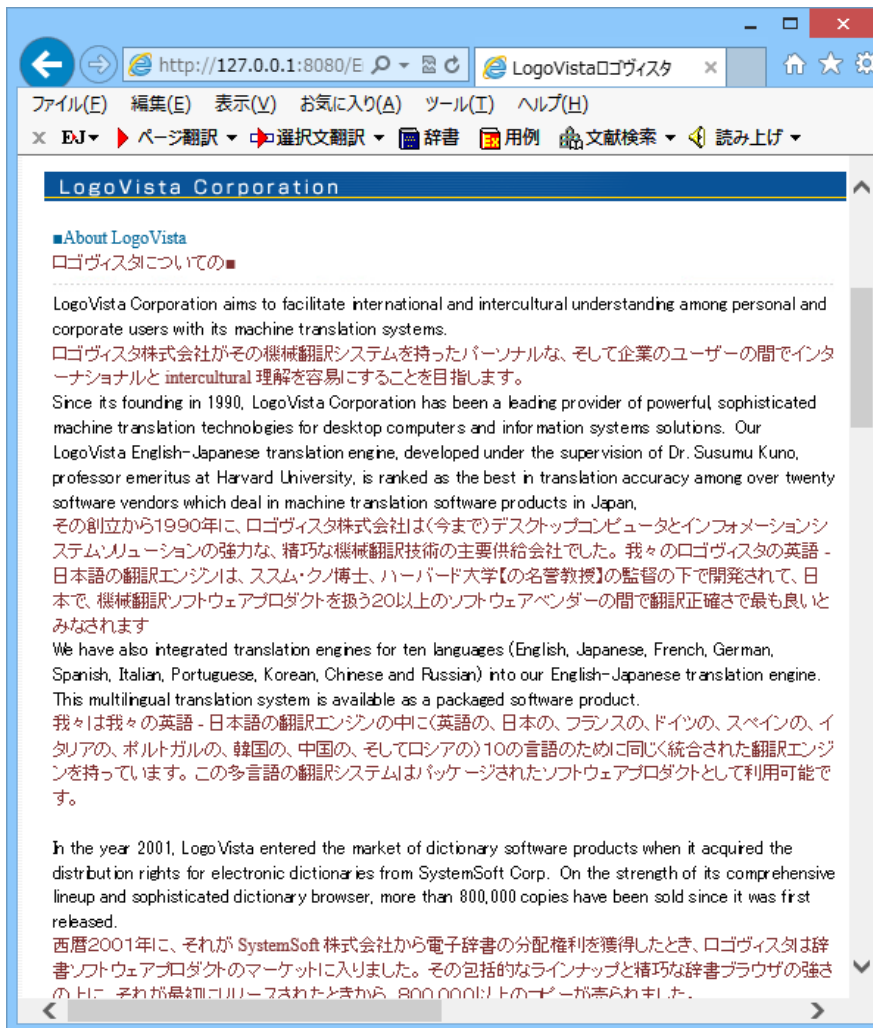 http://127.0.0.1:8080/E
LogoVistaロゴヴィスタ
ファイル(F) 編集(E) 表示(V) お気に入り(A) ツール(T) ヘルプ(H)
EJ ページ翻訳 選択文翻訳 辞書 用例 文献検索 読み上げ
LogoVista Corporation
■About LogoVista
ロゴヴィスタについての■
LogoVista Corporation aims to facilitate international and intercultural understanding among personal and
corporate users with its machine translation systems.
ロゴヴィスタ株式会社がその機械翻訳システムを持ったパーソナルな、そして企業のユーザーの間でインタ
ーナショナルと intercultural 理解を容易にすることを目指します。
Since its founding in 1990, LogoVista Corporation has been a leading provider of powerful, sophisticated
machine translation technologies for desktop computers and information systems solutions. Our
LogoVista English-Japanese translation engine, developed under the supervision of Dr. Susumu Kuno,
professor emeritus at Harvard University, is ranked as the best in translation accuracy among over twenty
software vendors which deal in machine translation software products in Japan,
その創立から1990年に、ロゴヴィスタ株式会社は(今まで)デスクトップコンピュータとインフォメーションシ
ステムソリューションの強力な、精巧な機械翻訳技術の主要供給会社でした。我々のロゴヴィスタの英語 -
日本語の翻訳エンジンは、ススム・クノ博士、ハーバード大学【の名誉教授】の監督の下で開発されて、日
本で、機械翻訳ソフトウェアプロダクトを扱う20以上のソフトウェアベンダーの間で翻訳正確さで最も良いと
みなされます
We have also integrated translation engines for ten languages (English, Japanese, French, German,
Spanish, Italian, Portuguese, Korean, Chinese and Russian) into our English-Japanese translation engine.
This multilingual translation system is available as a packaged software product.
我々は我々の英語 - 日本語の翻訳エンジンの中に(英語の、日本の、フランスの、ドイツの、スペインの、イ
タリアの、ポルトガルの、韓国の、中国の、そしてロシアの)10の言語のために同じく統合された翻訳エンジ
ンを持っています。この多言語の翻訳システムはパッケージされたソフトウェアプロダクトとして利用可能で
す。
In the year 2001, LogoVista entered the market of dictionary software products when it acquired the
distribution rights for electronic dictionaries from SystemSoft Corp. On the strength of its comprehensive
lineup and sophisticated dictionary browser, more than 800,000 copies have been sold since it was first
released.
西暦2001年に、それが SystemSoft 株式会社から電子辞書の分配権利を獲得したとき、ロゴヴィスタは辞
書ソフトウェアプロダクトのマーケットに入りました。その包括的なラインナップと精巧な辞書ブラウザの強さ
の上に、それが最初にリリースされたときから、800,000以上のコピーが売られました。